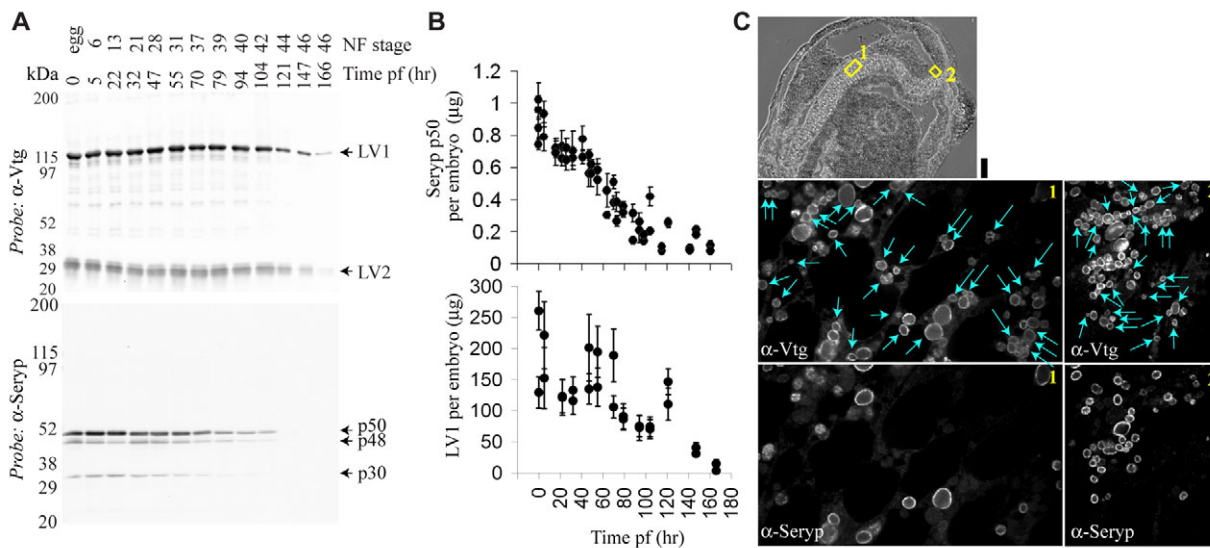 A
egg 6 13 21 28 31 37 39 40 42 44 46 46 NF stage
kDa 0 5 22 32 47 55 70 79 94 104 121 147 166 Time pf (hr)
Probe: α-Vtg
200
115
97
52
38
29
20
LV1
LV2
Probe: α-Seryp
200
115
97
52
38
29
20
p50
p48
p30
B
Seryp p50
per embryo (μg)
1.2
1
0.8
0.6
0.4
0.2
0
LV1 per embryo (μg)
300
250
200
150
100
50
0
0 20 40 60 80 100 120 140 160 180
Time pf (hr)
C
1
2
1
α-Vtg
2
α-Vtg
1
α-Seryp
2
α-Seryp